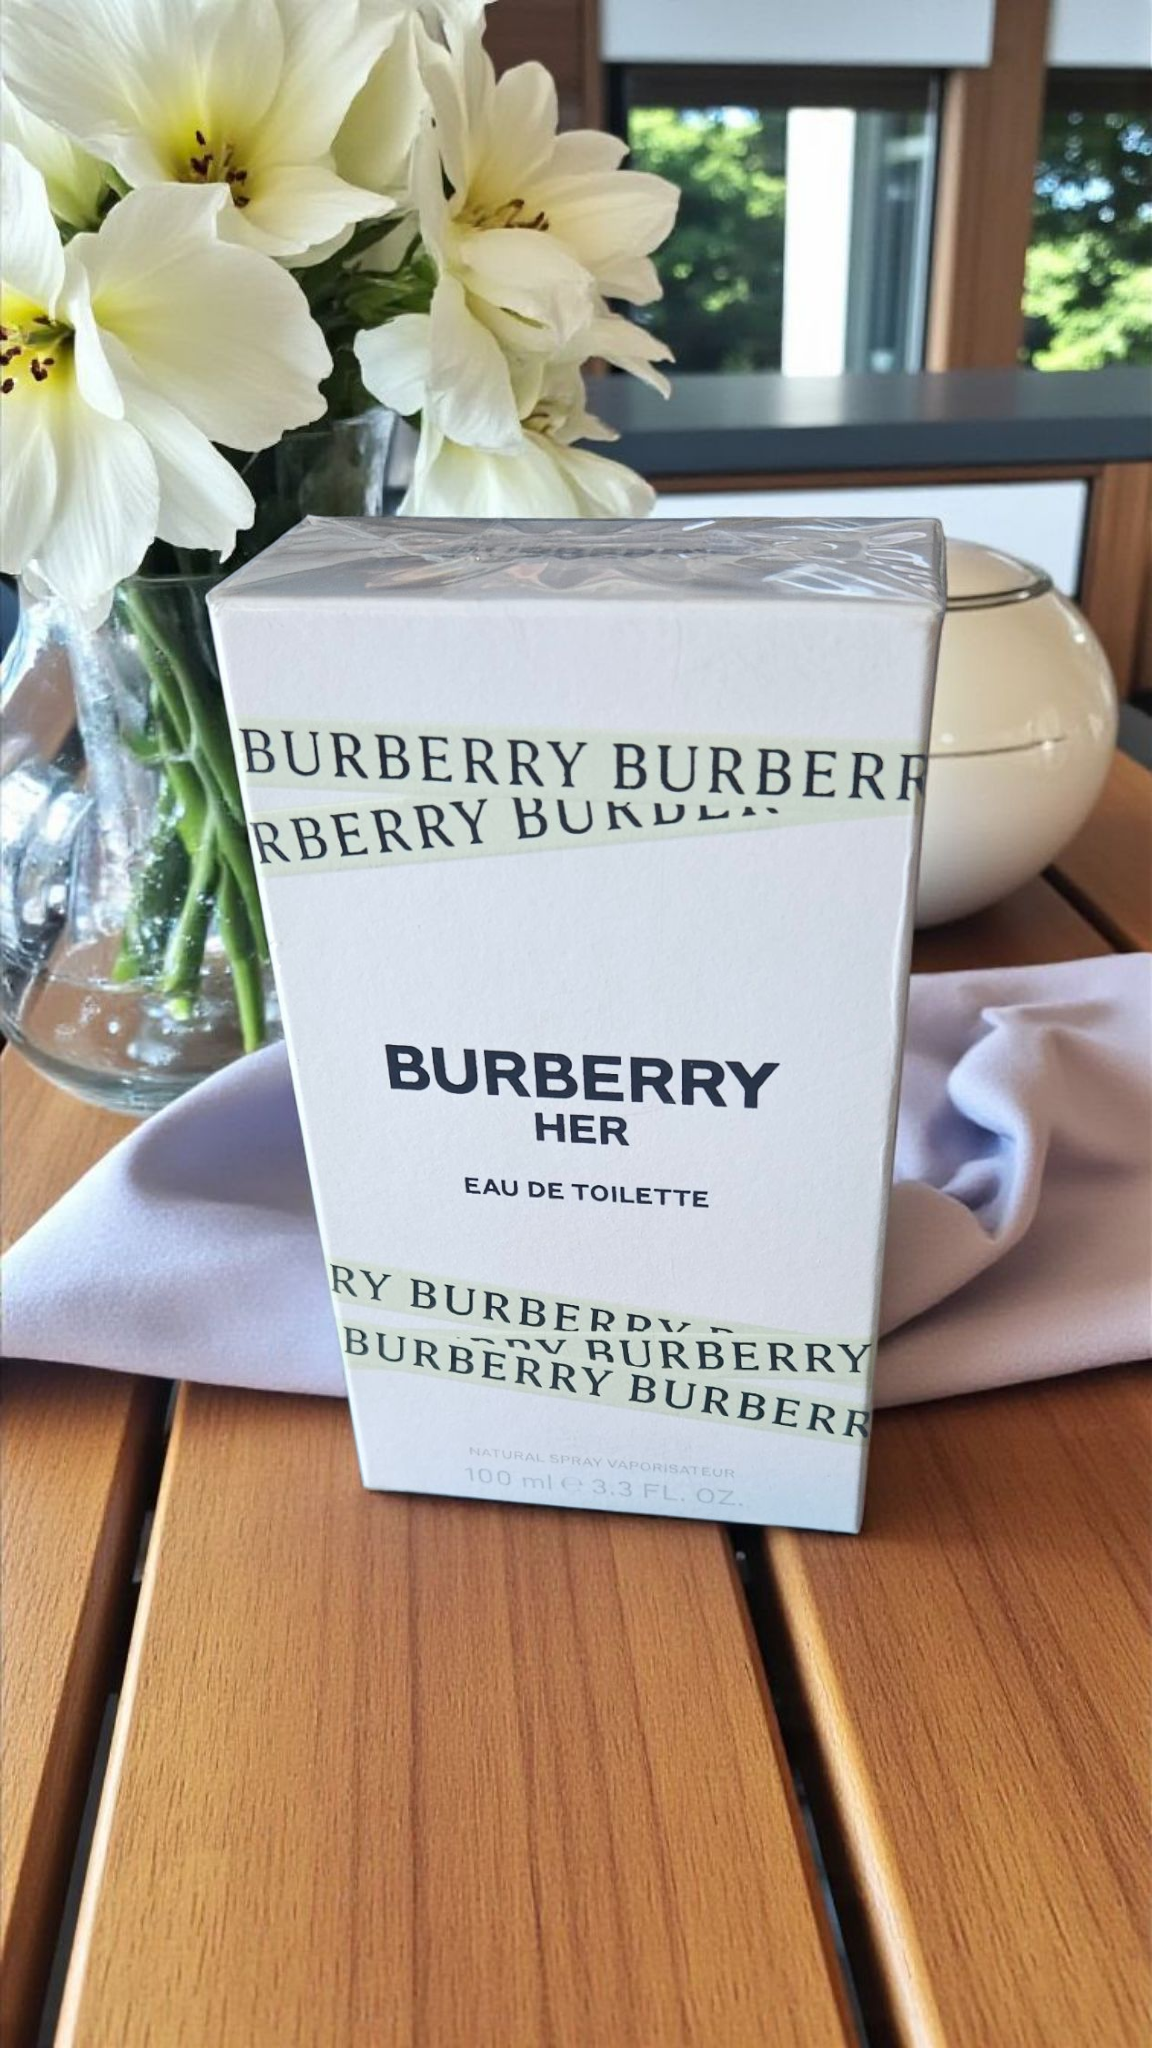 BURBERRY BURBERR
RBERRY BURBER
BURBERRY
HER
EAU DE TOILETTE
RY BURBERRY
RRY BURBERRY
BURBERRY BURBERR
NATURAL SPRAY VAPORISATEUR
100 ml ℮ 3.3 FL. OZ.